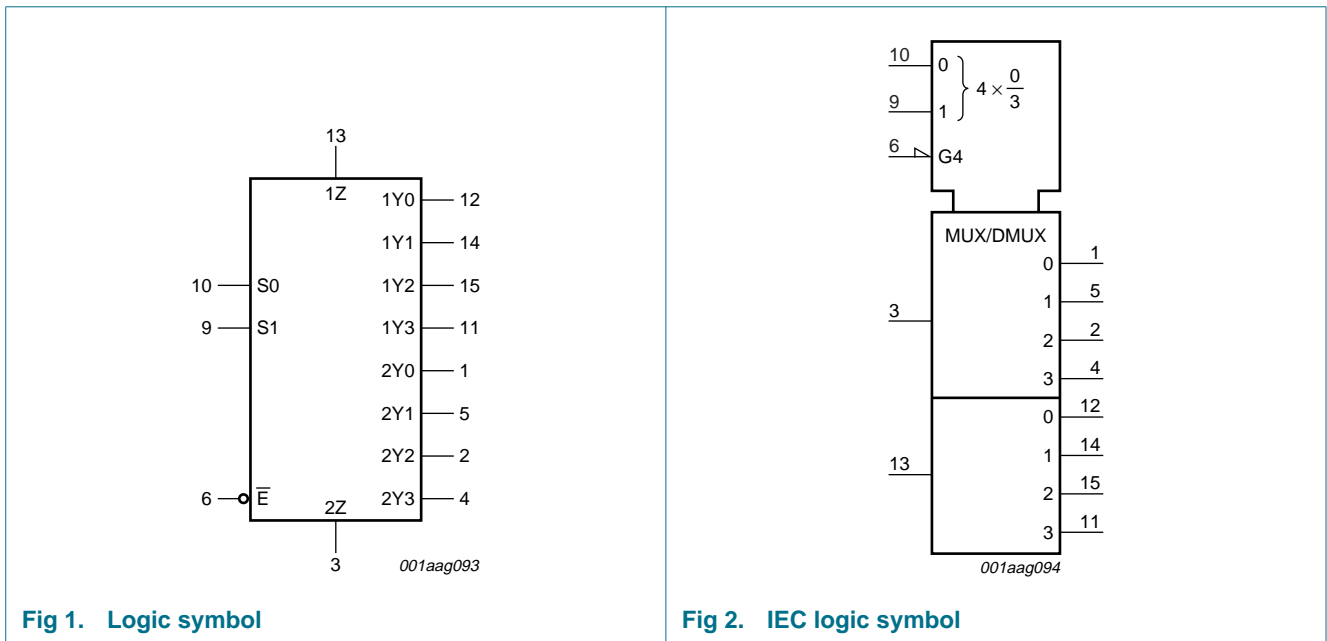 13
1Z
1Y0 12
1Y1 14
10 S0 1Y2 15
9 S1 1Y3 11
2Y0 1
2Y1 5
2Y2 2
6 E̅ 2Y3 4
2Z
3
001aag093
Fig 1. Logic symbol
10 0
4 × 0/3
9 1
6 G4
MUX/DMUX
0 1
1 5
3
2 2
3 4
0 12
1 14
13
2 15
3 11
001aag094
Fig 2. IEC logic symbol